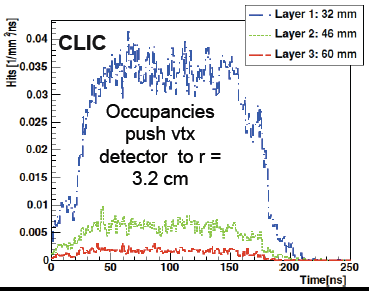 Hits [1/mm²/ns]
0.04
0.035
0.03
0.025
0.02
0.015
0.01
0.005
CLIC
Layer 1: 32 mm
Layer 2: 46 mm
Layer 3: 60 mm
Occupancies
push vtx
detector to r =
3.2 cm
0 50 100 150 200 250
Time[ns]